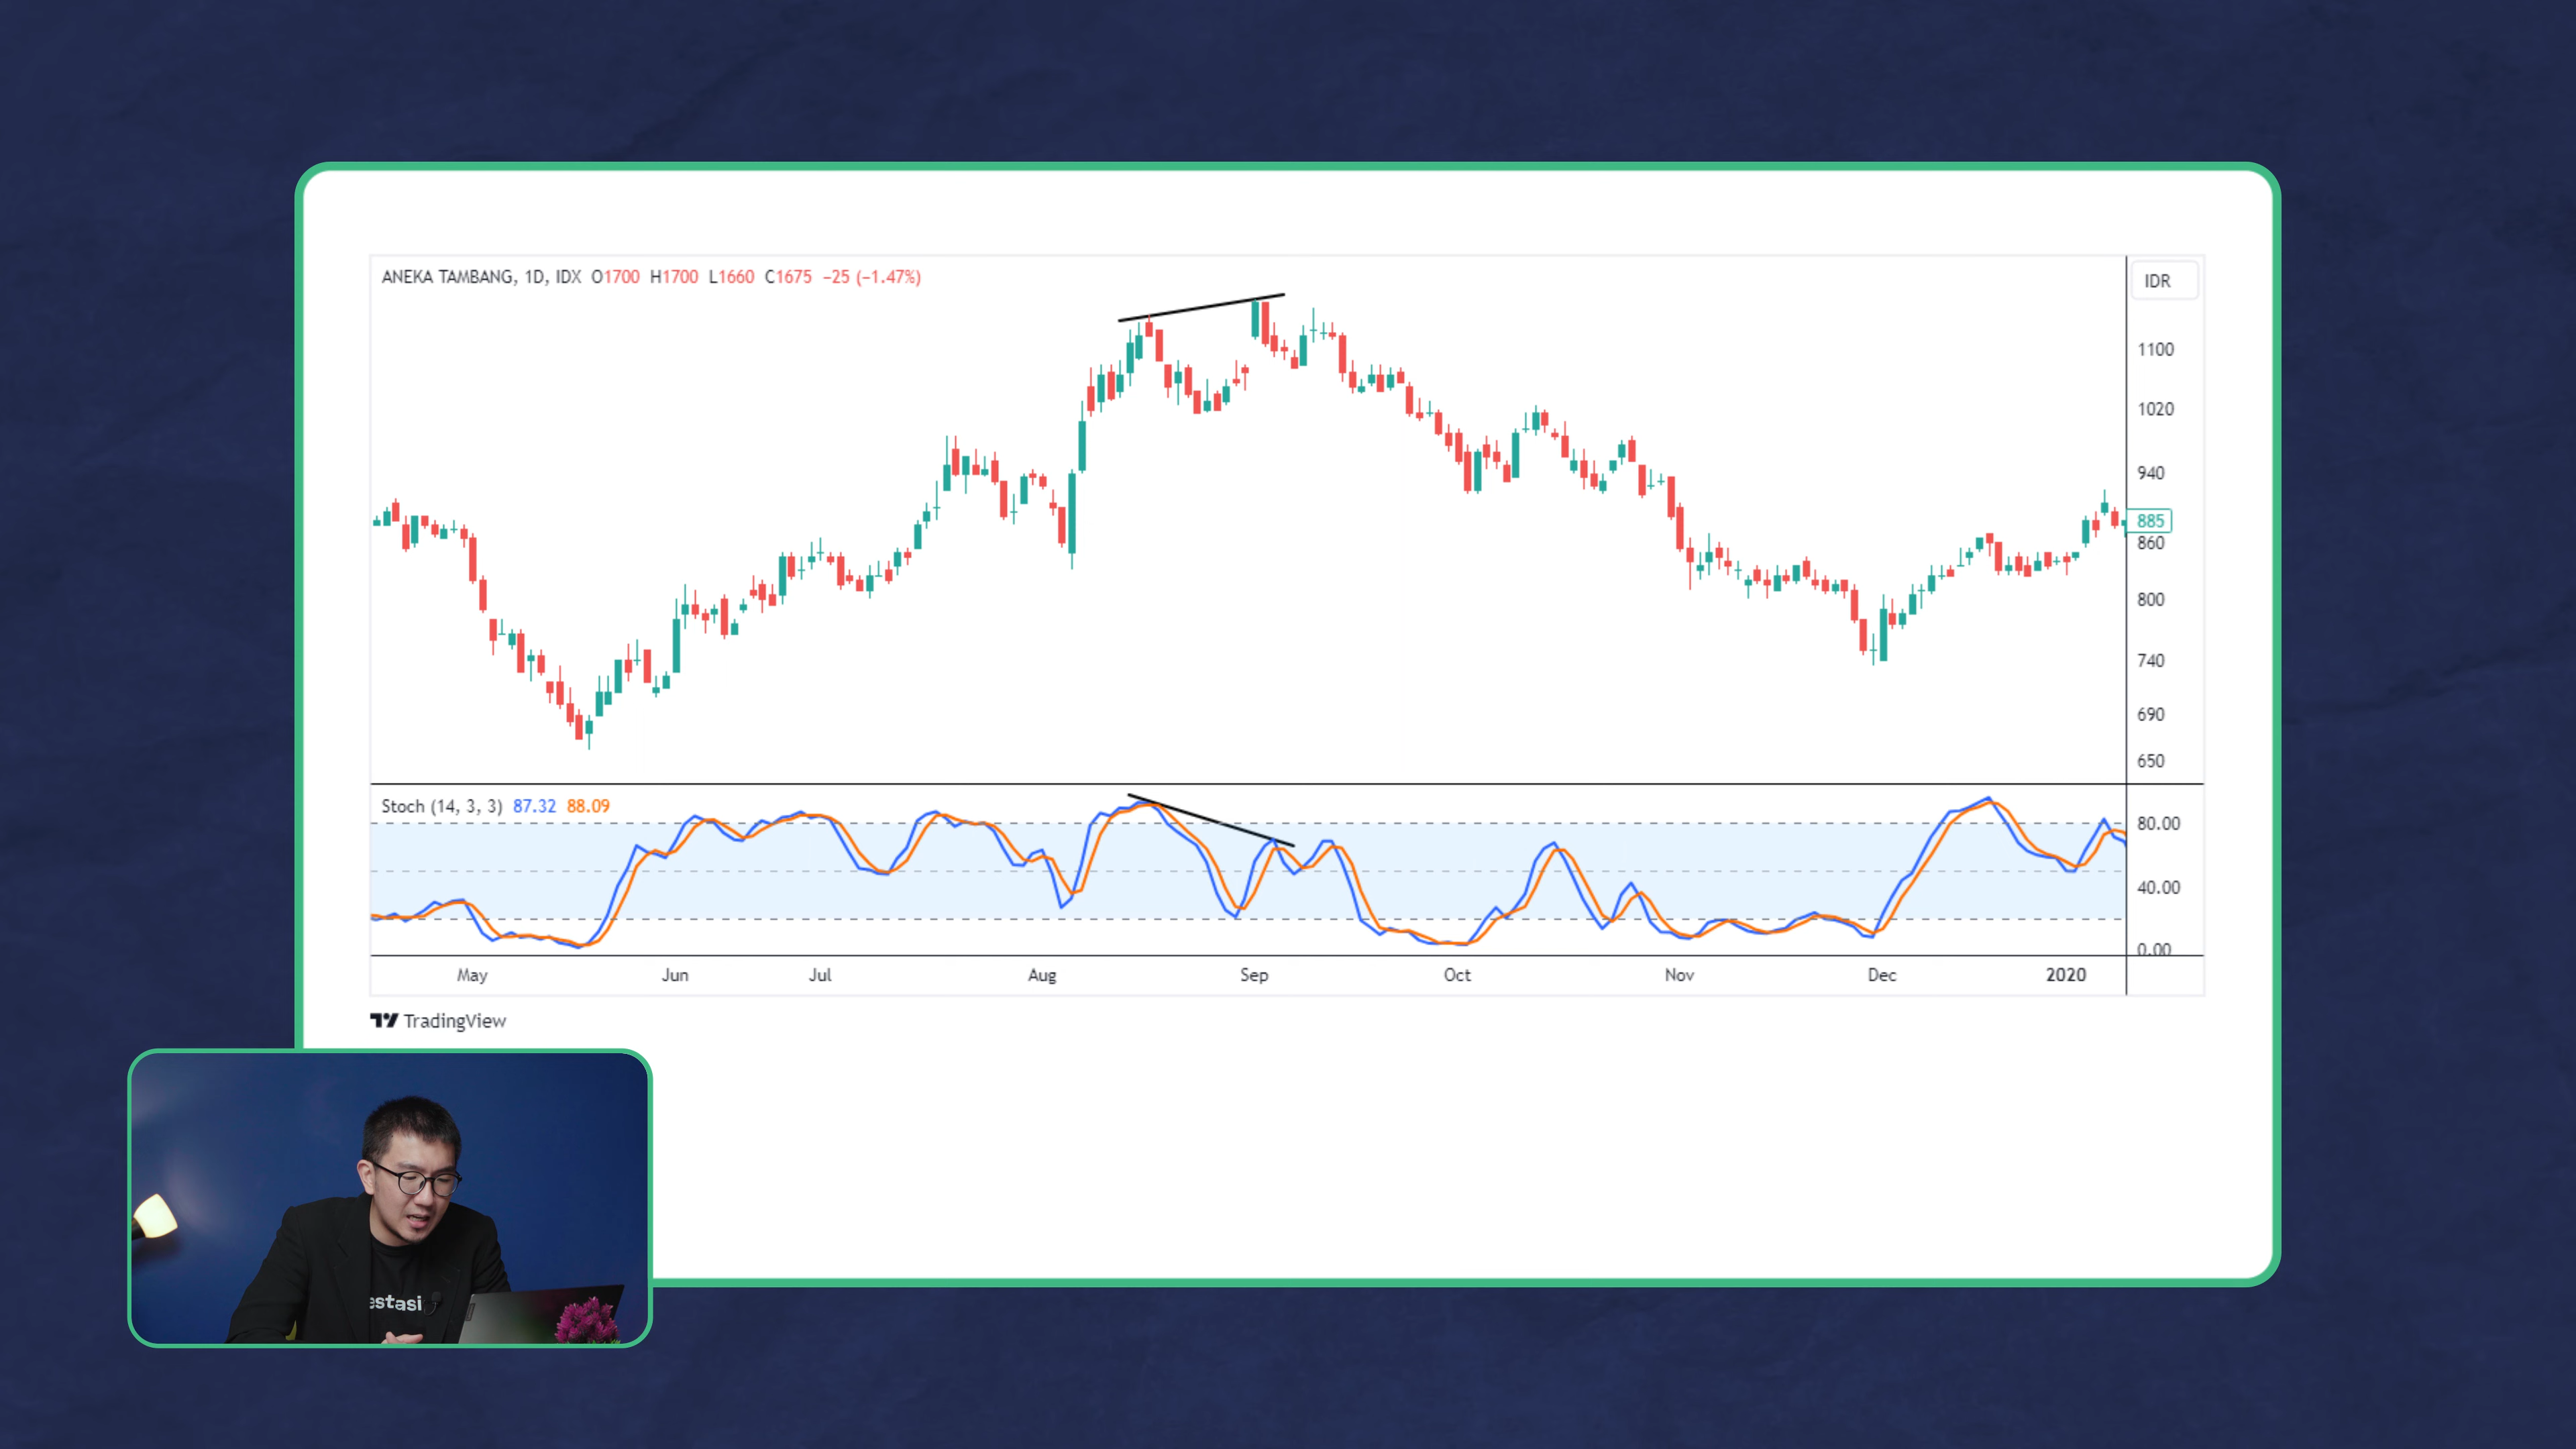 ANEKA TAMBANG, 1D, IDX O1700 H1700 L1660 C1675 −25 (−1.47%)
IDR
1100
1020
940
885
860
800
740
690
650
Stoch (14, 3, 3) 87.32 88.09
80.00
40.00
0.00
May Jun Jul Aug Sep Oct Nov Dec 2020
TradingView
estasi